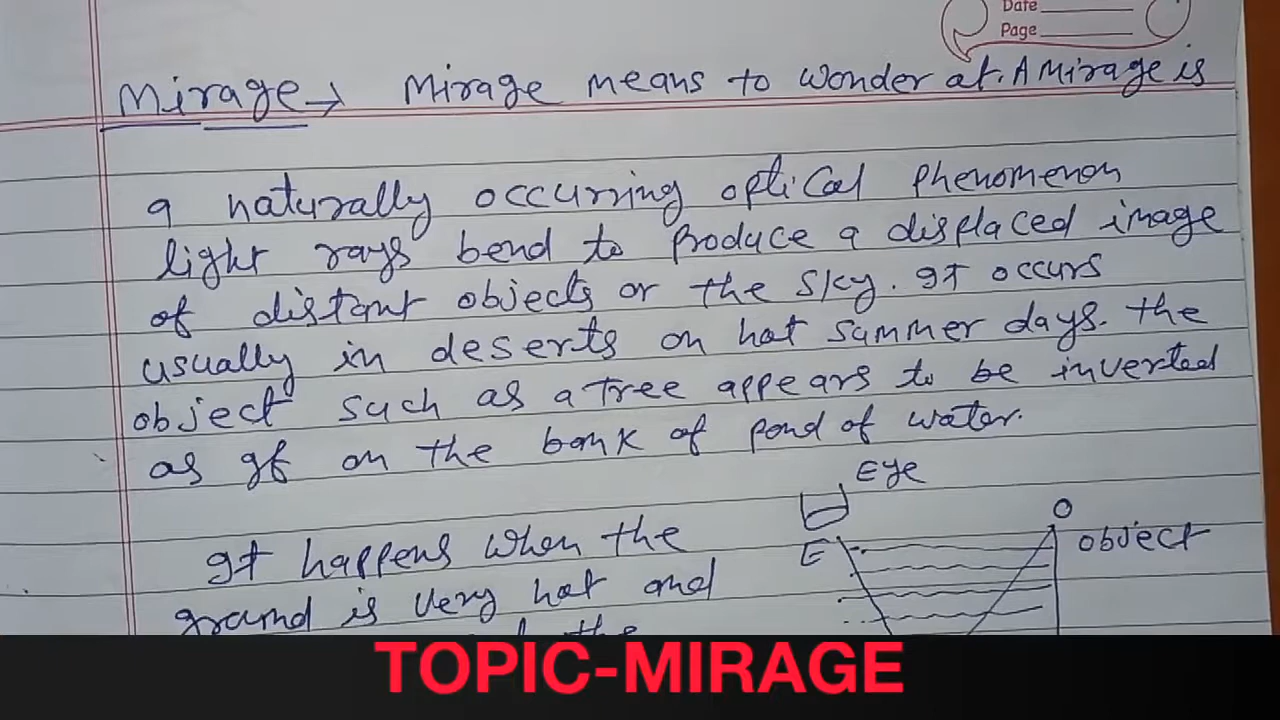 Date
Page
Mirage → Mirage means to wonder at. A Mirage is
a naturally occurring optical phenomenon
light rays bend to produce a displaced image
of distant objects or the sky. It occurs
usually in deserts on hot summer days. the
object such as a tree appears to be inverted
as if on the bank of pond of water.
Eye
O
It happens when the
E
object
ground is very hot and
the
TOPIC-MIRAGE